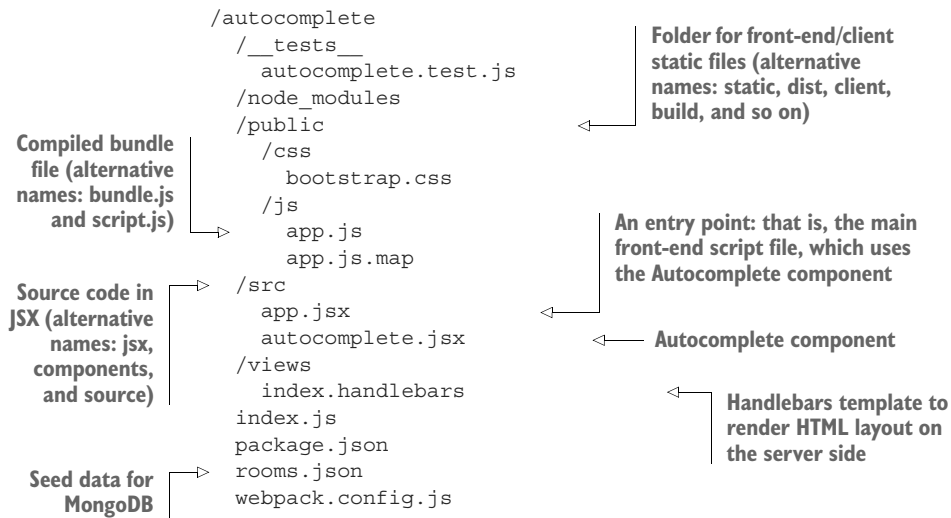 /autocomplete
/__tests__
autocomplete.test.js
/node_modules
/public
/css
bootstrap.css
/js
app.js
app.js.map
/src
app.jsx
autocomplete.jsx
/views
index.handlebars
index.js
package.json
rooms.json
webpack.config.js
Folder for front-end/client
static files (alternative
names: static, dist, client,
build, and so on)
Compiled bundle
file (alternative
names: bundle.js
and script.js)
An entry point: that is, the main
front-end script file, which uses
the Autocomplete component
Source code in
JSX (alternative
names: jsx,
components,
and source)
Autocomplete component
Handlebars template to
render HTML layout on
the server side
Seed data for
MongoDB